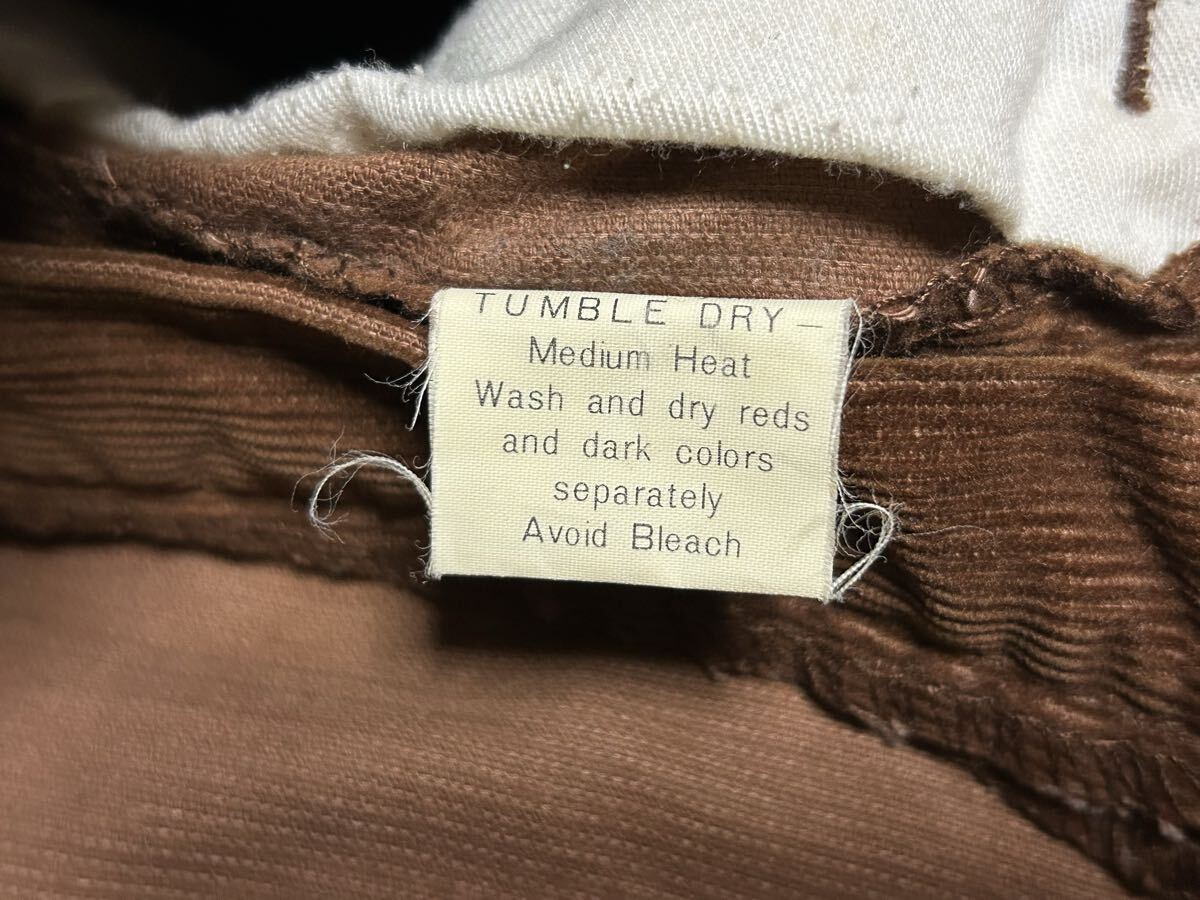 TUMBLE DRY —
Medium Heat
Wash and dry reds
and dark colors
separately
Avoid Bleach